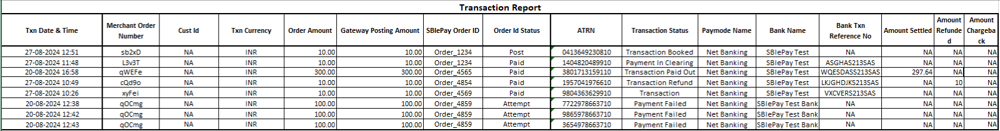 Transaction Report
Txn Date & Time Merchant Order Number Cust Id Txn Currency Order Amount Gateway Posting Amount SBIePay Order ID Order Id Status ATRN Transaction Status Paymode Name Bank Name Bank Txn Reference No Amount Settled Amount Refunde d Amount Chargeba ck
27-08-2024 12:51 sb2xD NA INR 10.00 10.00 Order_1234 Post 0413649230810 Transaction Booked Net Banking SBIePay Test NA NA NA NA
27-08-2024 11:48 L3v3T NA INR 10.00 10.00 Order_1234 Paid 1404820489910 Payment In Clearing Net Banking SBIePay Test ASGHAS213SAS NA NA NA
20-08-2024 16:58 qWEFe NA INR 300.00 300.00 Order_4565 Paid 3801713159110 Transaction Paid Out Net Banking SBIePay Test WQESDASS213SAS 297.64 NA NA
27-08-2024 10:49 cQd9o NA INR 10.00 10.00 Order_4854 Paid 1957041976610 Transaction Refund Net Banking SBIePay Test LKJGHDJKS213SAS NA 10 NA
27-08-2024 10:26 xyFei NA INR 10.00 10.00 Order_4569 Paid 9804363629910 Transaction Net Banking SBIePay Test VXCVERS213SAS NA NA NA
20-08-2024 12:38 qOCmg NA INR 100.00 100.00 Order_4859 Attempt 7722978663710 Payment Failed Net Banking SBIePay Test Bank NA NA NA NA
20-08-2024 12:42 qOCmg NA INR 100.00 100.00 Order_4859 Attempt 9865978663710 Payment Failed Net Banking SBIePay Test Bank NA NA NA NA
20-08-2024 12:43 qOCmg NA INR 100.00 100.00 Order_4859 Attempt 3654978663710 Payment Failed Net Banking SBIePay Test Bank NA NA NA NA